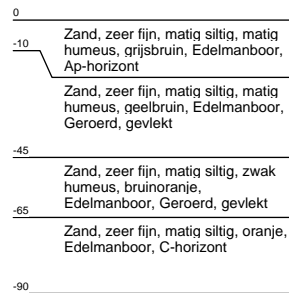 0
Zand, zeer fijn, matig siltig, matig
-10
humeus, grijsbruin, Edelmanboor,
Ap-horizont
Zand, zeer fijn, matig siltig, matig
humeus, geelbruin, Edelmanboor,
Geroerd, gevlekt
-45
Zand, zeer fijn, matig siltig, zwak
humeus, bruinoranje,
Edelmanboor, Geroerd, gevlekt
-65
Zand, zeer fijn, matig siltig, oranje,
Edelmanboor, C-horizont
-90